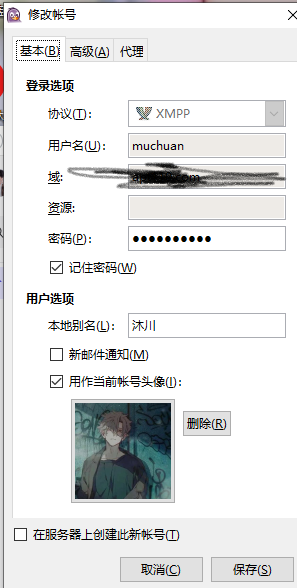 修改帐号
基本(B) 高级(A) 代理
登录选项
协议(T): XMPP
用户名(U): muchuan
域:
资源:
密码(P): ●●●●●●●●●●
记住密码(W)
用户选项
本地别名(L): 沐川
新邮件通知(M)
用作当前帐号头像(I):
删除(R)
在服务器上创建此新帐号(T)
取消(C) 保存(S)